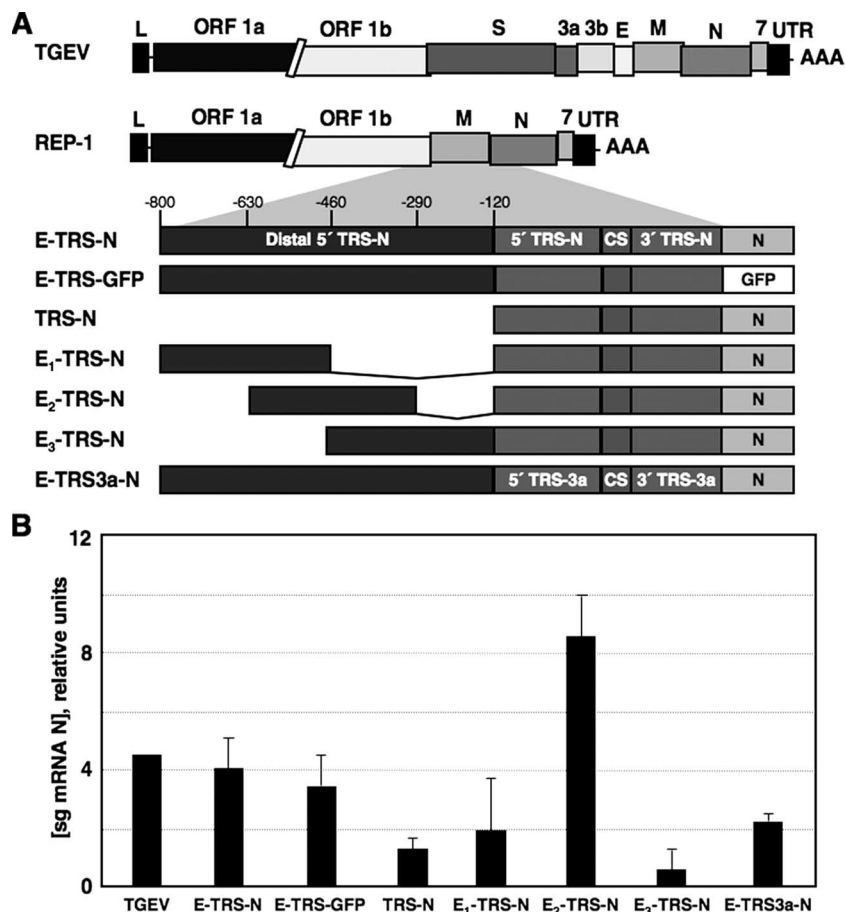 A
L ORF 1a ORF 1b S 3a 3b E M N 7 UTR
TGEV AAA
L ORF 1a ORF 1b M N 7 UTR
REP-1 AAA
-800 -630 -460 -290 -120
E-TRS-N Distal 5´ TRS-N 5´ TRS-N CS 3´ TRS-N N
E-TRS-GFP GFP
TRS-N N
E₁-TRS-N N
E₂-TRS-N N
E₃-TRS-N N
E-TRS3a-N 5´ TRS-3a CS 3´ TRS-3a N
B
[sg mRNA N], relative units
12
8
4
0
TGEV E-TRS-N E-TRS-GFP TRS-N E₁-TRS-N E₂-TRS-N E₃-TRS-N E-TRS3a-N